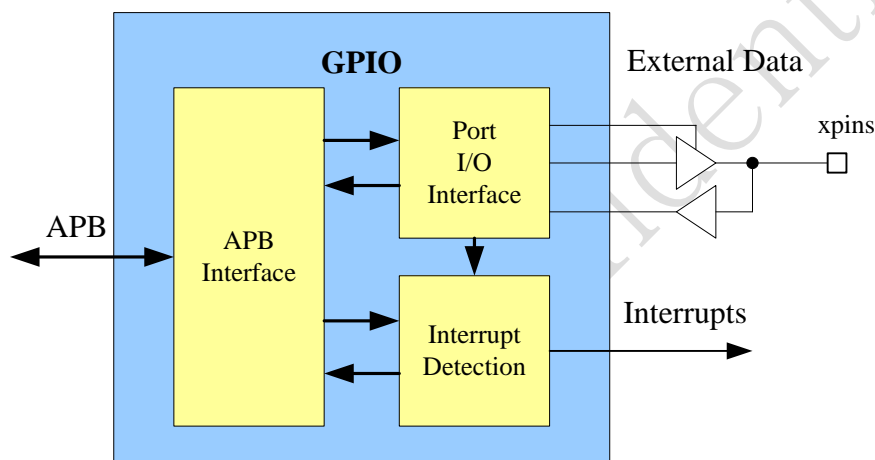 GPIO
External Data
xpins
Port
I/O
Interface
APB
APB
Interface
Interrupt
Detection
Interrupts